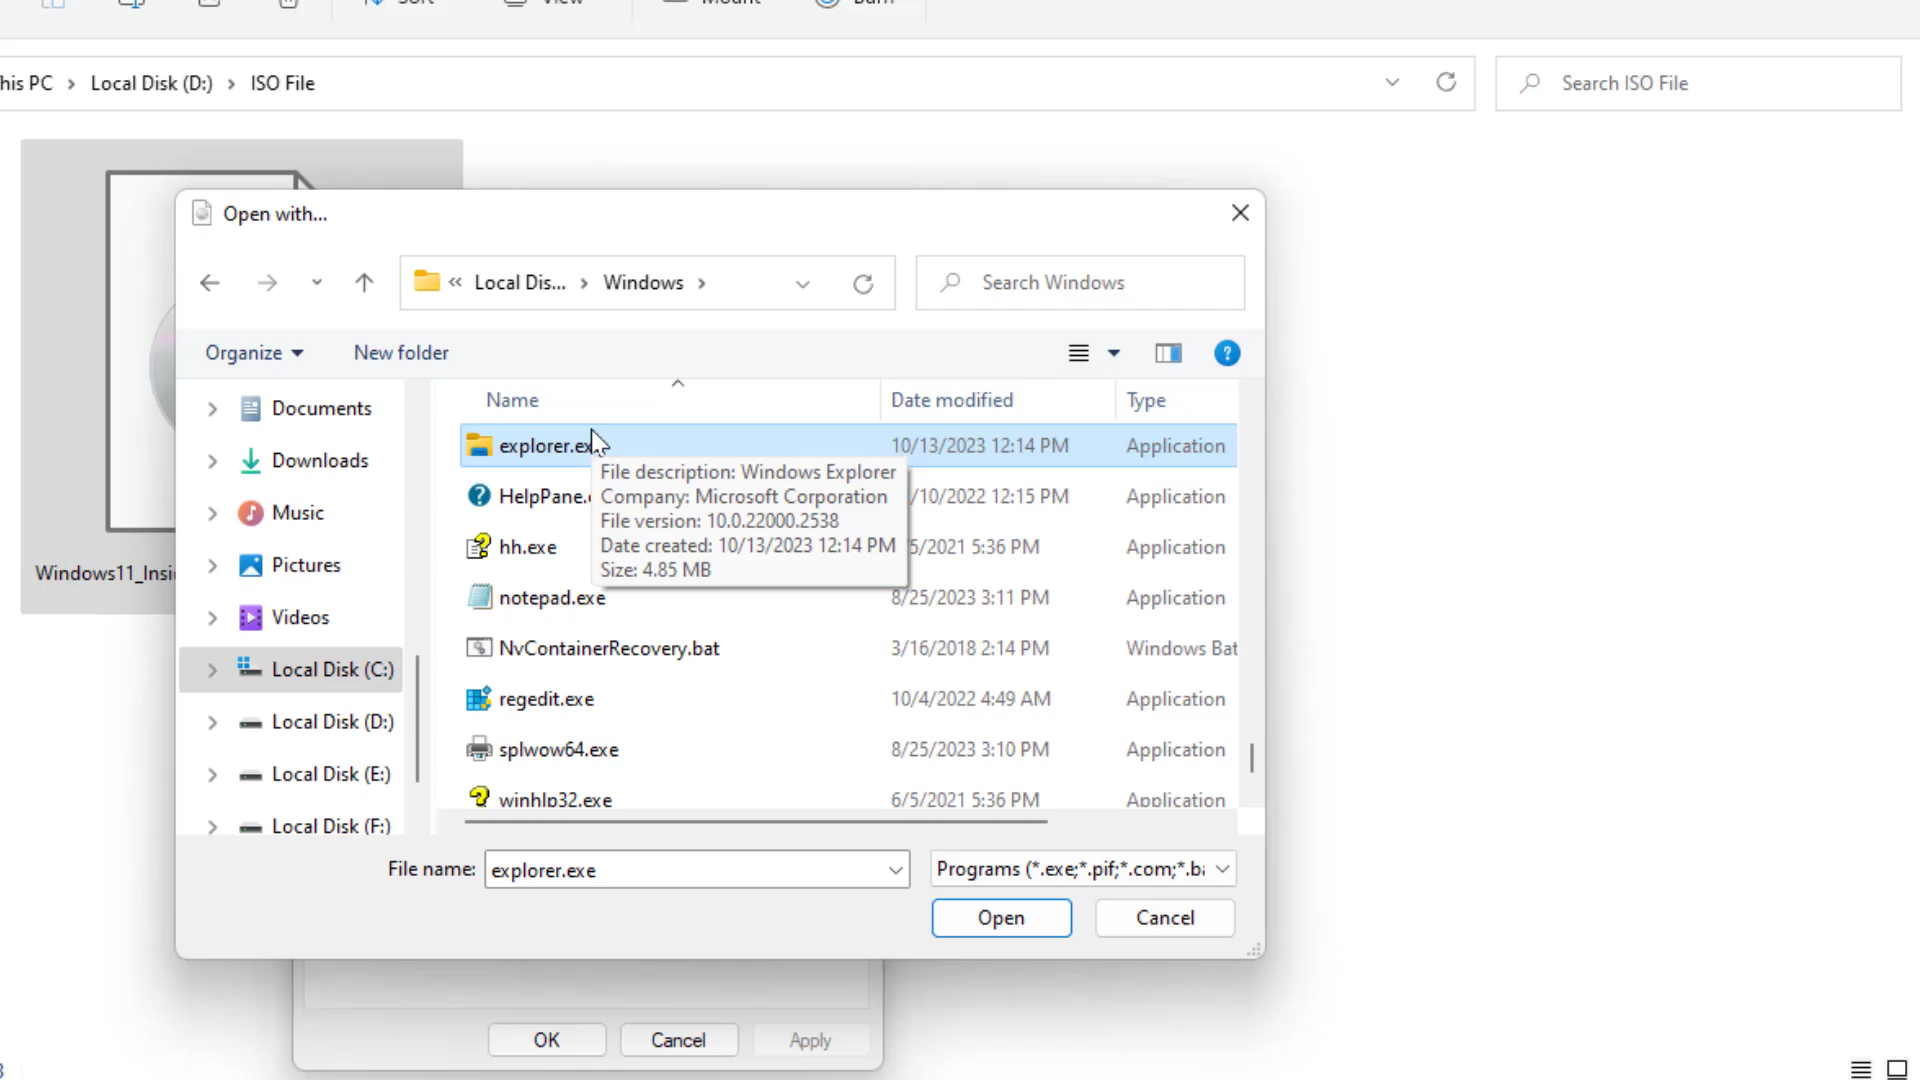 Sort View Mount Burn
his PC > Local Disk (D:) > ISO File
Search ISO File
Windows11_Insi
Open with...
« Local Dis... > Windows >
Search Windows
Organize
New folder
Name Date modified Type
Documents
Downloads
Music
Pictures
Videos
Local Disk (C:)
Local Disk (D:)
Local Disk (E:)
Local Disk (F:)
explorer.ex 10/13/2023 12:14 PM Application
File description: Windows Explorer
Company: Microsoft Corporation
File version: 10.0.22000.2538
Date created: 10/13/2023 12:14 PM
Size: 4.85 MB
HelpPane. /10/2022 12:15 PM Application
hh.exe /5/2021 5:36 PM Application
notepad.exe 8/25/2023 3:11 PM Application
NvContainerRecovery.bat 3/16/2018 2:14 PM Windows Bat
regedit.exe 10/4/2022 4:49 AM Application
splwow64.exe 8/25/2023 3:10 PM Application
winhlp32.exe 6/5/2021 5:36 PM Application
File name: explorer.exe
Programs (*.exe;*.pif;*.com;*.ba
Open
Cancel
OK
Cancel
Apply